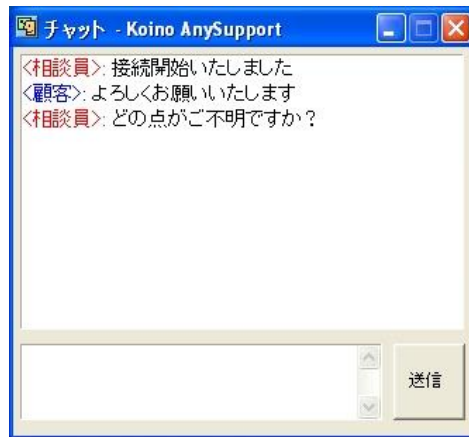 チャット - Koino AnySupport
<相談員>: 接続開始いたしました
<顧客>: よろしくお願いいたします
<相談員>: どの点がご不明ですか？
送信